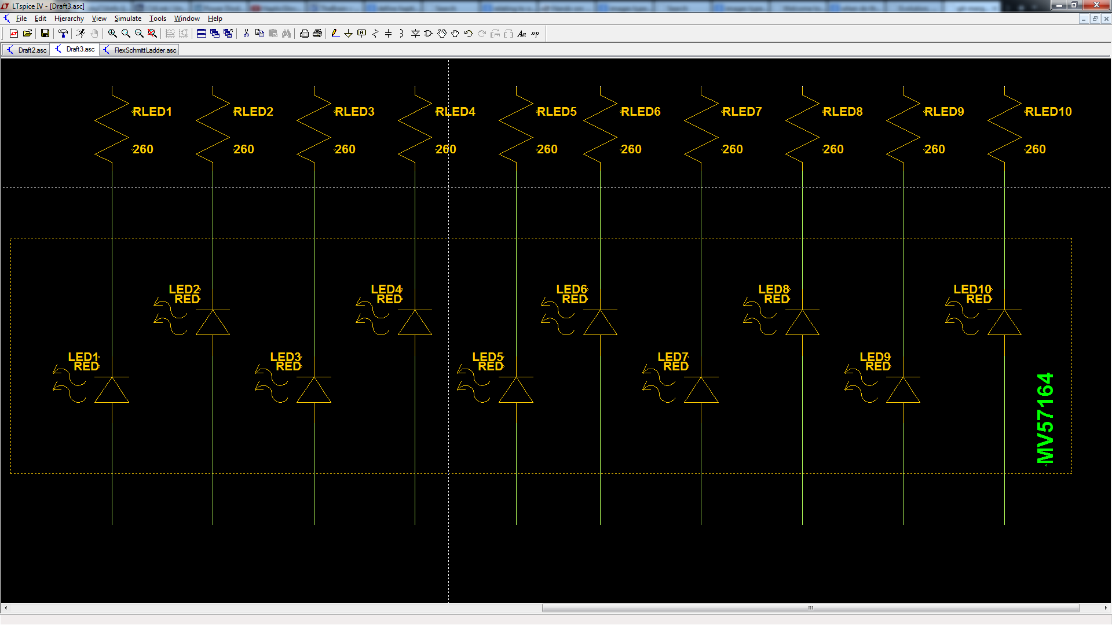 LTspice IV - [Draft3.asc]
File Edit Hierarchy View Simulate Tools Window Help
Draft2.asc Draft3.asc FlexSchmittLadder.asc
RLED1 RLED2 RLED3 RLED4 RLED5 RLED6 RLED7 RLED8 RLED9 RLED10
260 260 260 260 260 260 260 260 260 260
LED2 LED4 LED6 LED8 LED10
RED RED RED RED RED
LED1 LED3 LED5 LED7 LED9
RED RED RED RED RED
MV57164